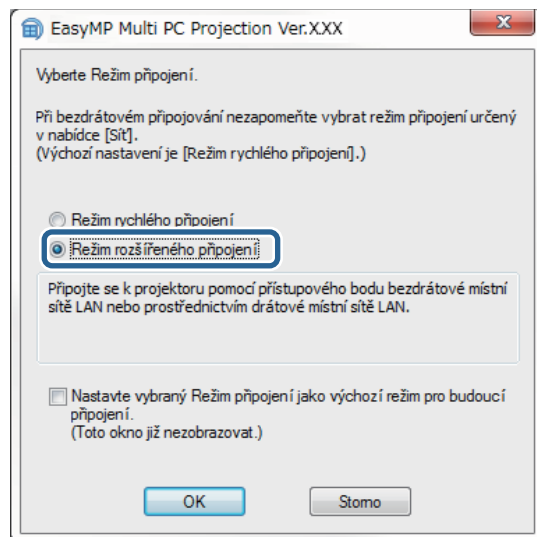 EasyMP Multi PC Projection Ver.X.XX
Vyberte Režim připojení.
Při bezdrátovém připojování nezapomeňte vybrat režim připojení určený
v nabídce [Síť].
(Výchozí nastavení je [Režim rychlého připojení].)
Režim rychlého připojení
Režim rozšířeného připojení
Připojte se k projektoru pomocí přístupového bodu bezdrátové místní
sítě LAN nebo prostřednictvím drátové místní sítě LAN.
Nastavte vybraný Režim připojení jako výchozí režim pro budoucí
připojení.
(Toto okno již nezobrazovat.)
OK
Storno